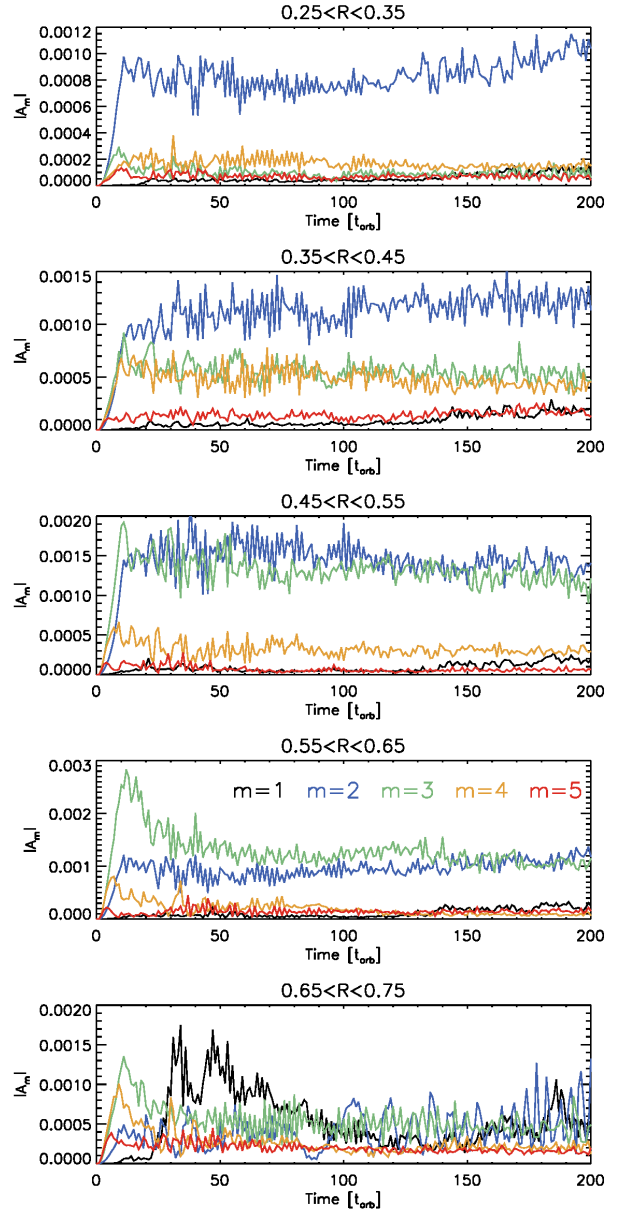 0.25<R<0.35
|Aₘ|
0.0012
0.0010
0.0008
0.0006
0.0004
0.0002
0.0000
0 50 100 150 200
Time [tₒᵣb]
0.35<R<0.45
|Aₘ|
0.0015
0.0010
0.0005
0.0000
0 50 100 150 200
Time [tₒᵣb]
0.45<R<0.55
|Aₘ|
0.0020
0.0015
0.0010
0.0005
0.0000
0 50 100 150 200
Time [tₒᵣb]
0.55<R<0.65
|Aₘ|
0.003
0.002
0.001
0.000
m=1 m=2 m=3 m=4 m=5
0 50 100 150 200
Time [tₒᵣb]
0.65<R<0.75
|Aₘ|
0.0020
0.0015
0.0010
0.0005
0.0000
0 50 100 150 200
Time [tₒᵣb]